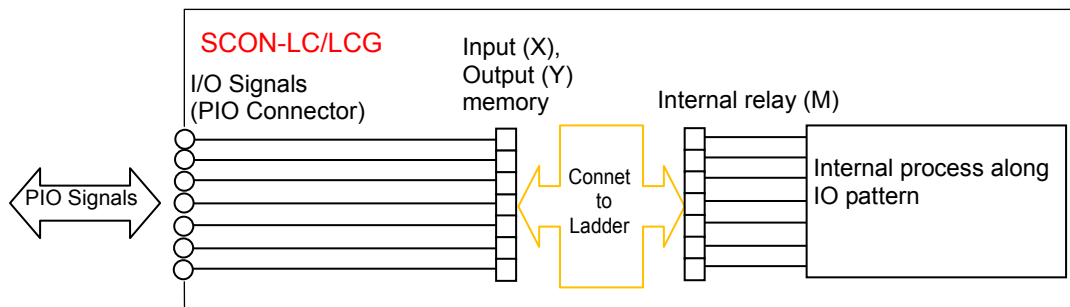 SCON-LC/LCG
I/O Signals
(PIO Connector)
Input (X),
Output (Y)
memory
Internal relay (M)
PIO Signals
Connet
to
Ladder
Internal process along
IO pattern